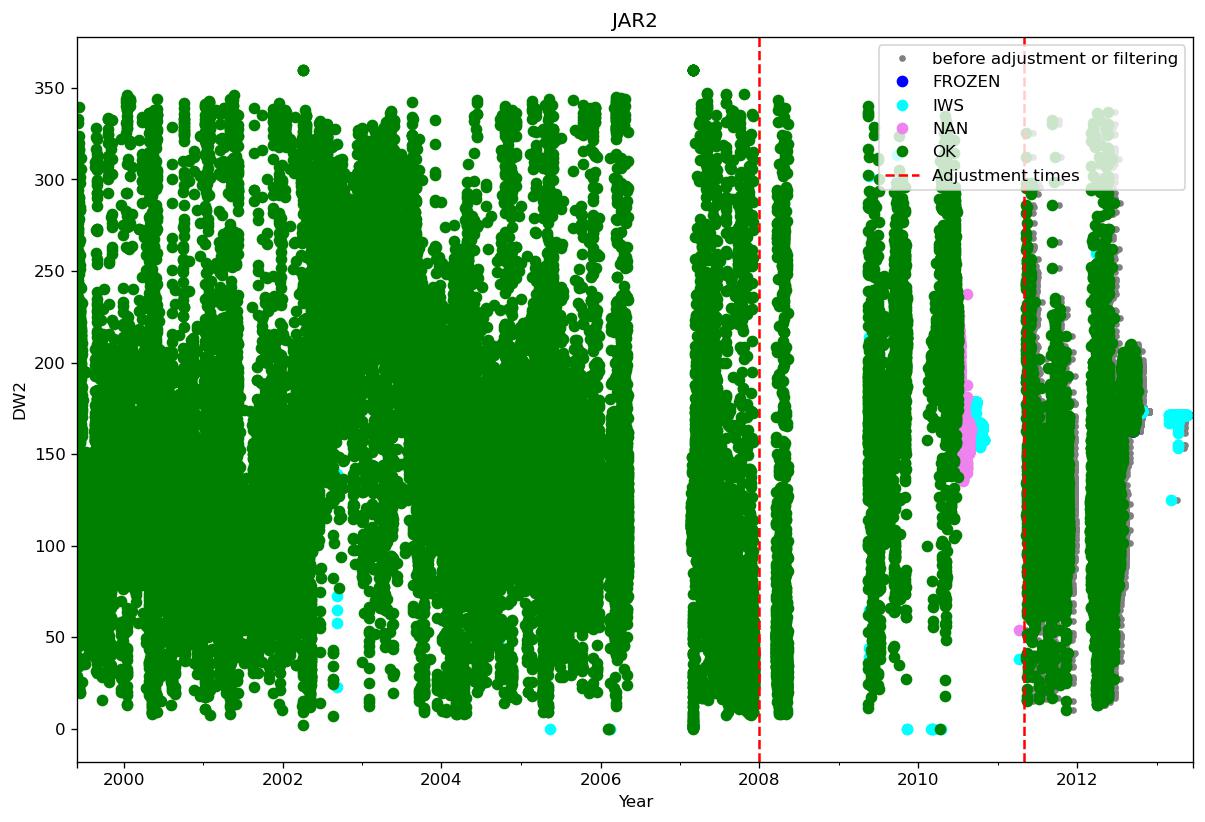 JAR2
350
300
250
200
150
100
50
0
DW2
2000 2002 2004 2006 2008 2010 2012
Year
before adjustment or filtering
FROZEN
IWS
NAN
OK
Adjustment times